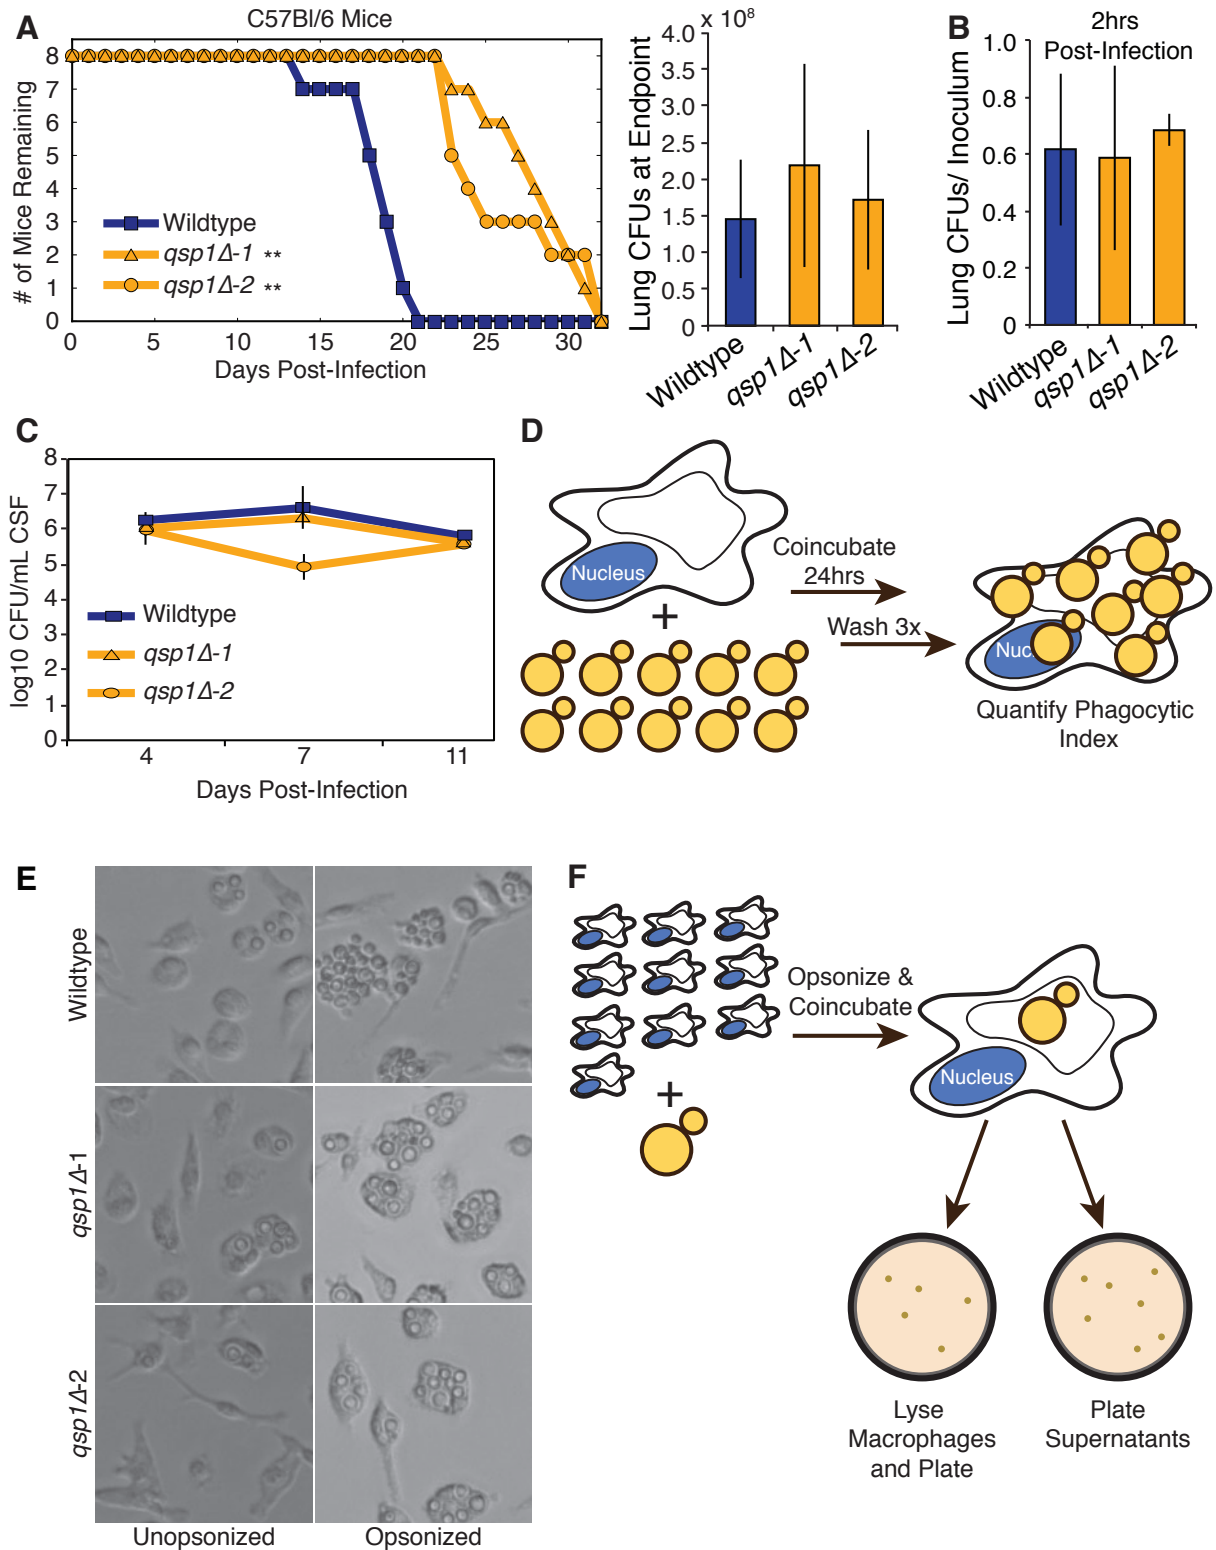 A
C57Bl/6 Mice
# of Mice Remaining
8
7
6
5
4
3
2
1
0
0 5 10 15 20 25 30
Days Post-Infection
Wildtype
qsp1Δ-1 **
qsp1Δ-2 **
x 10⁸
Lung CFUs at Endpoint
4.0
3.5
3.0
2.5
2.0
1.5
1.0
0.5
0
Wildtype
qsp1Δ-1
qsp1Δ-2
B
2hrs
Post-Infection
Lung CFUs/ Inoculum
1.0
0.8
0.6
0.4
0.2
0
Wildtype
qsp1Δ-1
qsp1Δ-2
C
log10 CFU/mL CSF
8
7
6
5
4
3
2
1
0
Wildtype
qsp1Δ-1
qsp1Δ-2
4 7 11
Days Post-Infection
D
Nucleus
+
Coincubate
24hrs
Wash 3x
Nuc
Quantify Phagocytic
Index
E
Wildtype
qsp1Δ-1
qsp1Δ-2
Unopsonized
Opsonized
F
+
Opsonize &
Coincubate
Nucleus
Lyse
Macrophages
and Plate
Plate
Supernatants